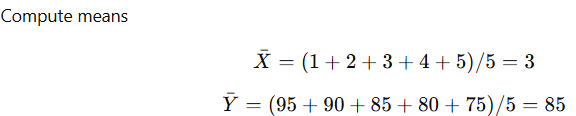 Compute means
X̄ = (1 + 2 + 3 + 4 + 5)/5 = 3
Ȳ = (95 + 90 + 85 + 80 + 75)/5 = 85